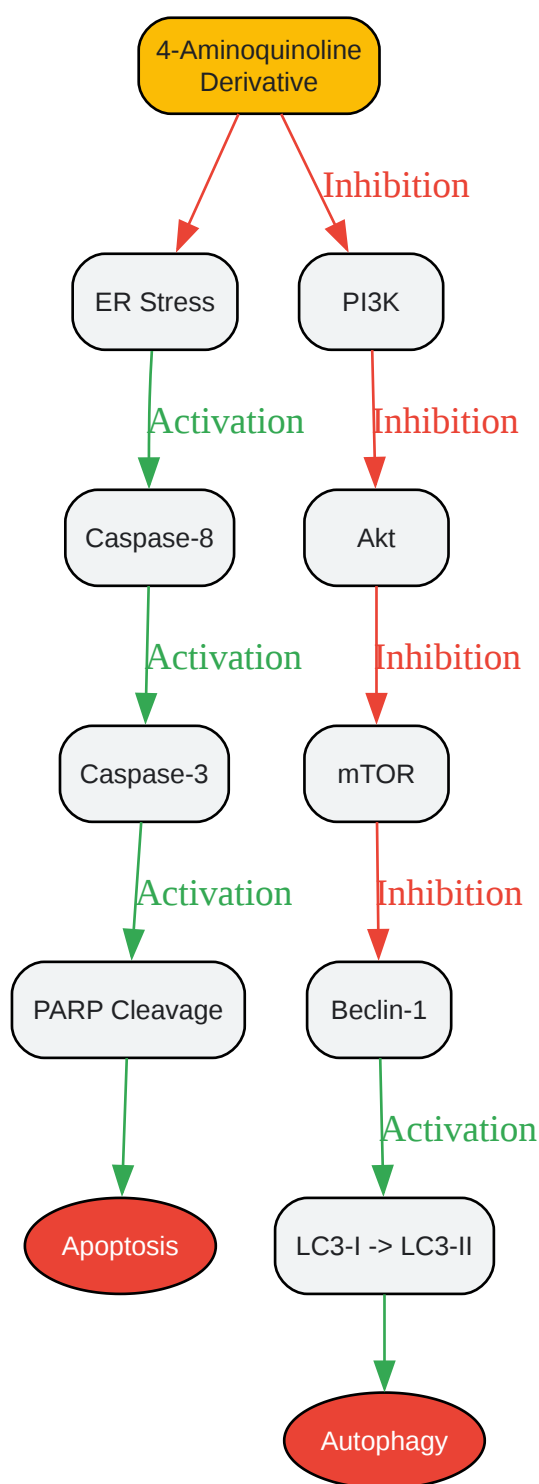 4-Aminoquinoline
Derivative
Inhibition
ER Stress
PI3K
Activation
Inhibition
Caspase-8
Akt
Activation
Inhibition
Caspase-3
mTOR
Activation
Inhibition
PARP Cleavage
Beclin-1
Activation
Apoptosis
LC3-I -> LC3-II
Autophagy